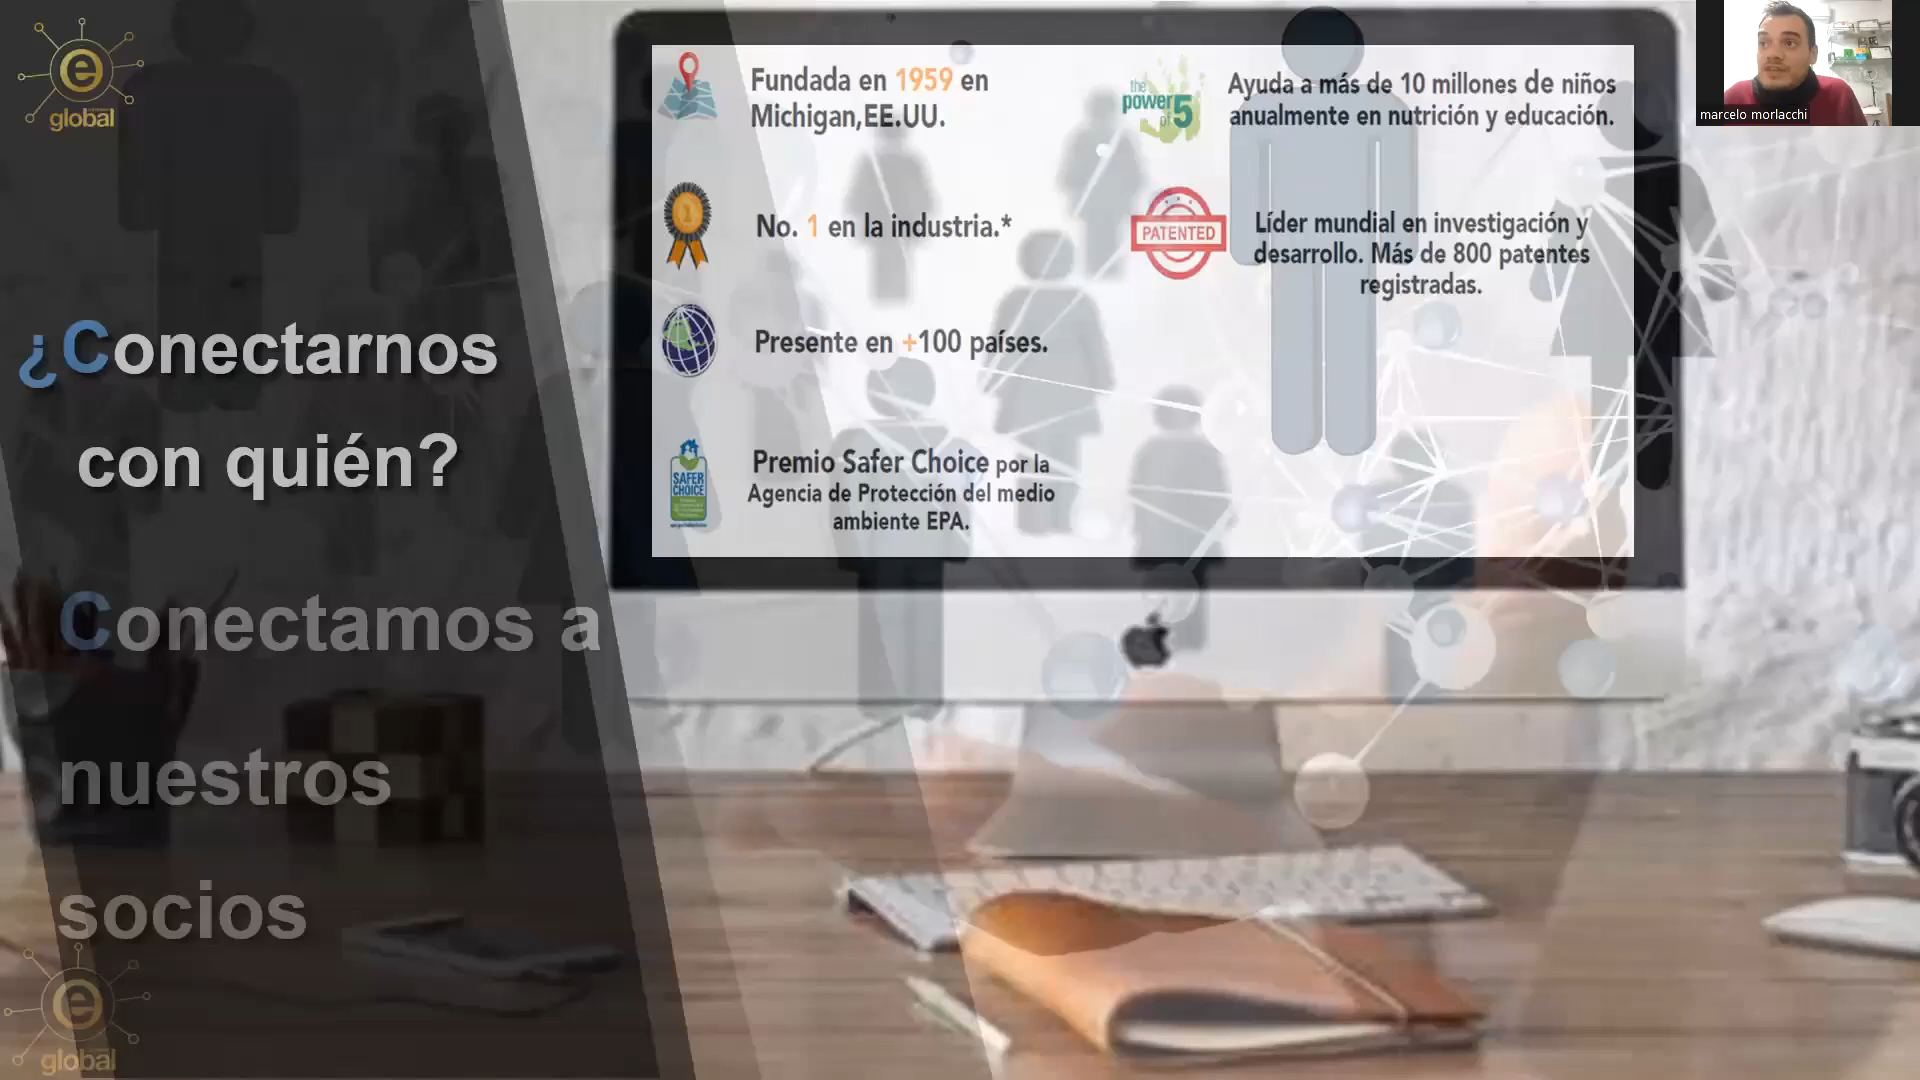 e
global
¿Conectarnos
con quién?
Conectamos a
nuestros
socios
e
global
Fundada en 1959 en
Michigan,EE.UU.
No. 1 en la industria.*
Presente en +100 países.
SAFER
CHOICE
Premio Safer Choice por la
Agencia de Protección del medio
ambiente EPA.
the
power
of 5
Ayuda a más de 10 millones de niños
anualmente en nutrición y educación.
PATENTED
Líder mundial en investigación y
desarrollo. Más de 800 patentes
registradas.
marcelo morlacchi